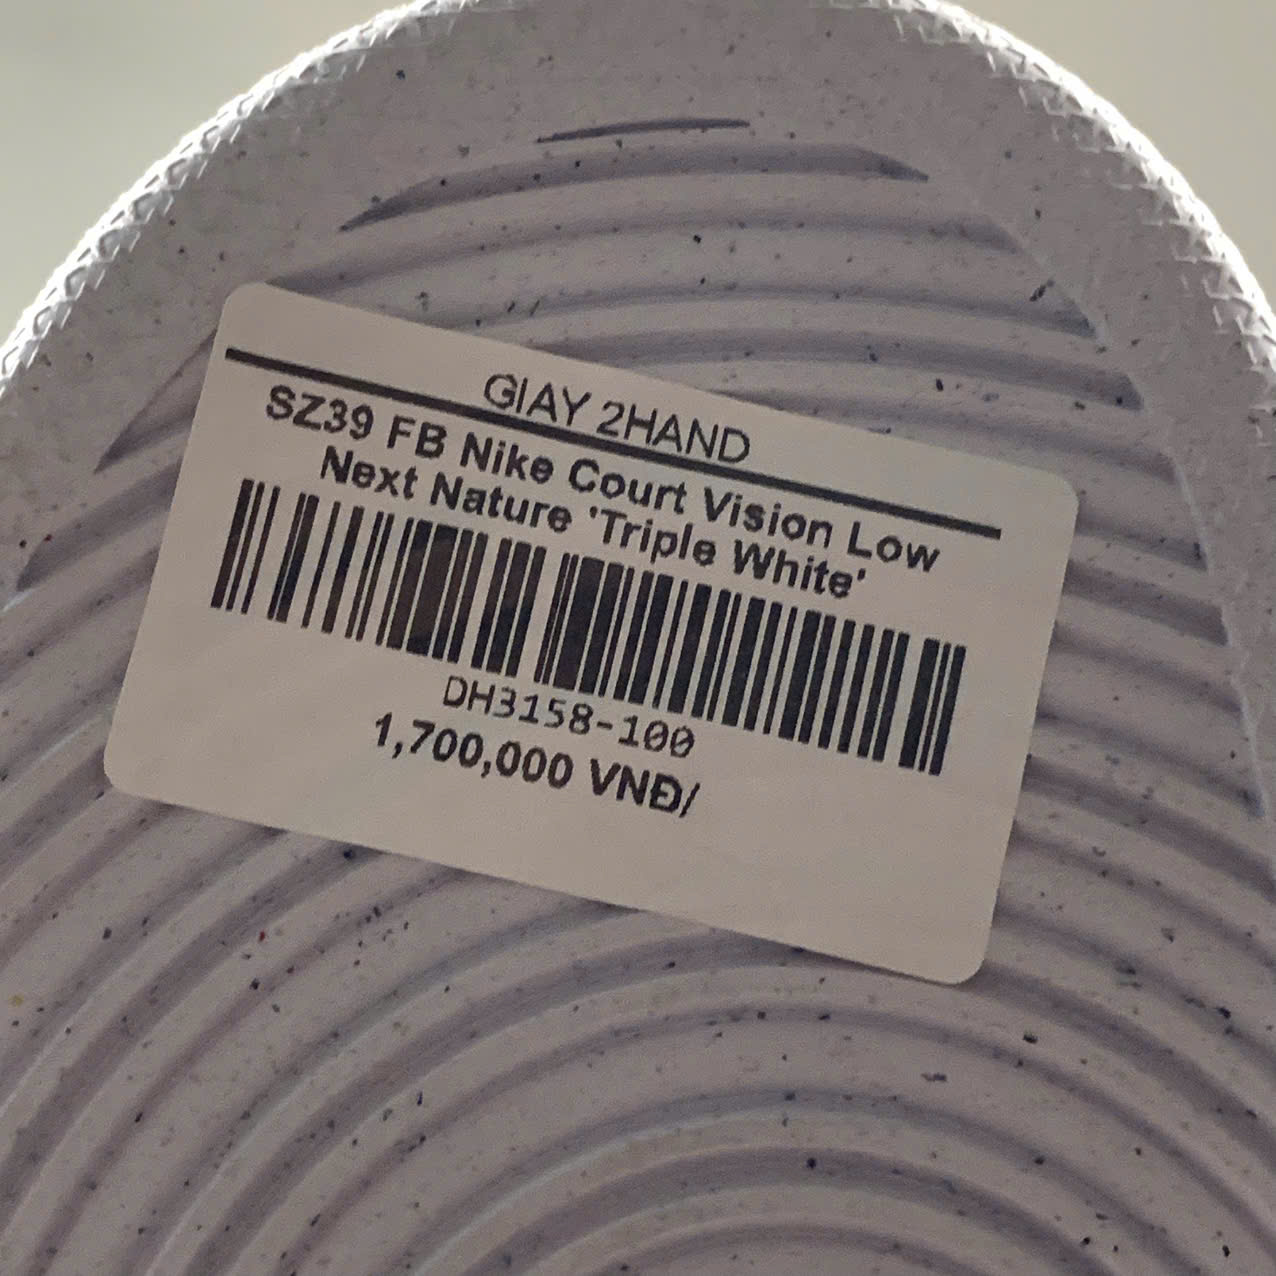 GIAY 2HAND
SZ39 FB Nike Court Vision Low
Next Nature 'Triple White'
DH3158-100
1,700,000 VNĐ/